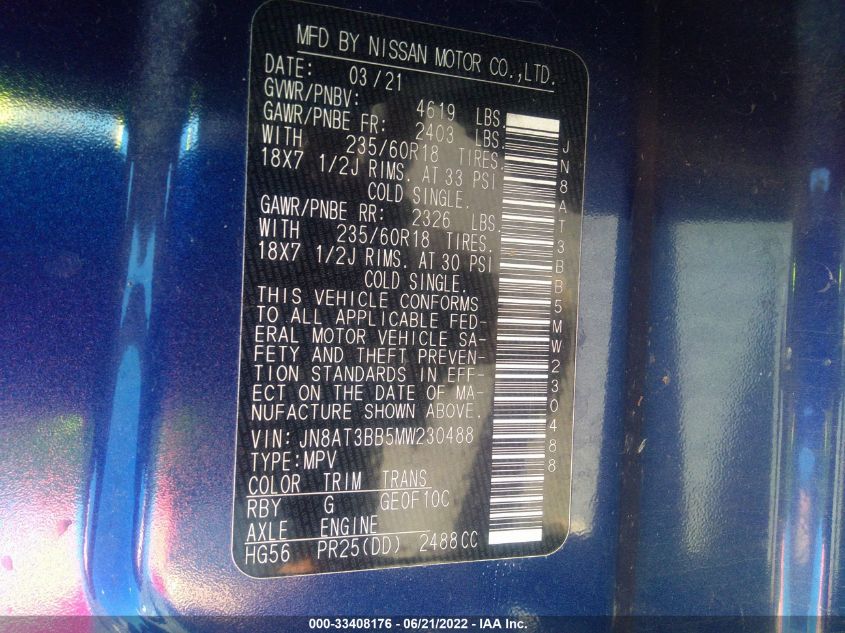 MFD BY NISSAN MOTOR CO.,LTD.
DATE: 03/21
GVWR/PNBV: 4619 LBS.
GAWR/PNBE FR: 2403 LBS.
WITH 235/60R18 TIRES.
18X7 1/2J RIMS. AT 33 PSI
COLD SINGLE.
GAWR/PNBE RR: 2326 LBS.
WITH 235/60R18 TIRES.
18X7 1/2J RIMS. AT 30 PSI
COLD SINGLE.
THIS VEHICLE CONFORMS
TO ALL APPLICABLE FED-
ERAL MOTOR VEHICLE SA-
FETY AND THEFT PREVEN-
TION STANDARDS IN EFF-
ECT ON THE DATE OF MA-
NUFACTURE SHOWN ABOVE.
VIN: JN8AT3BB5MW230488
TYPE:MPV
COLOR TRIM TRANS
RBY G GE0F10C
AXLE ENGINE
HG56 PR25(DD) 2488CC
JN8AT3BB5MW230488
000-33408176 - 06/21/2022 - IAA Inc.